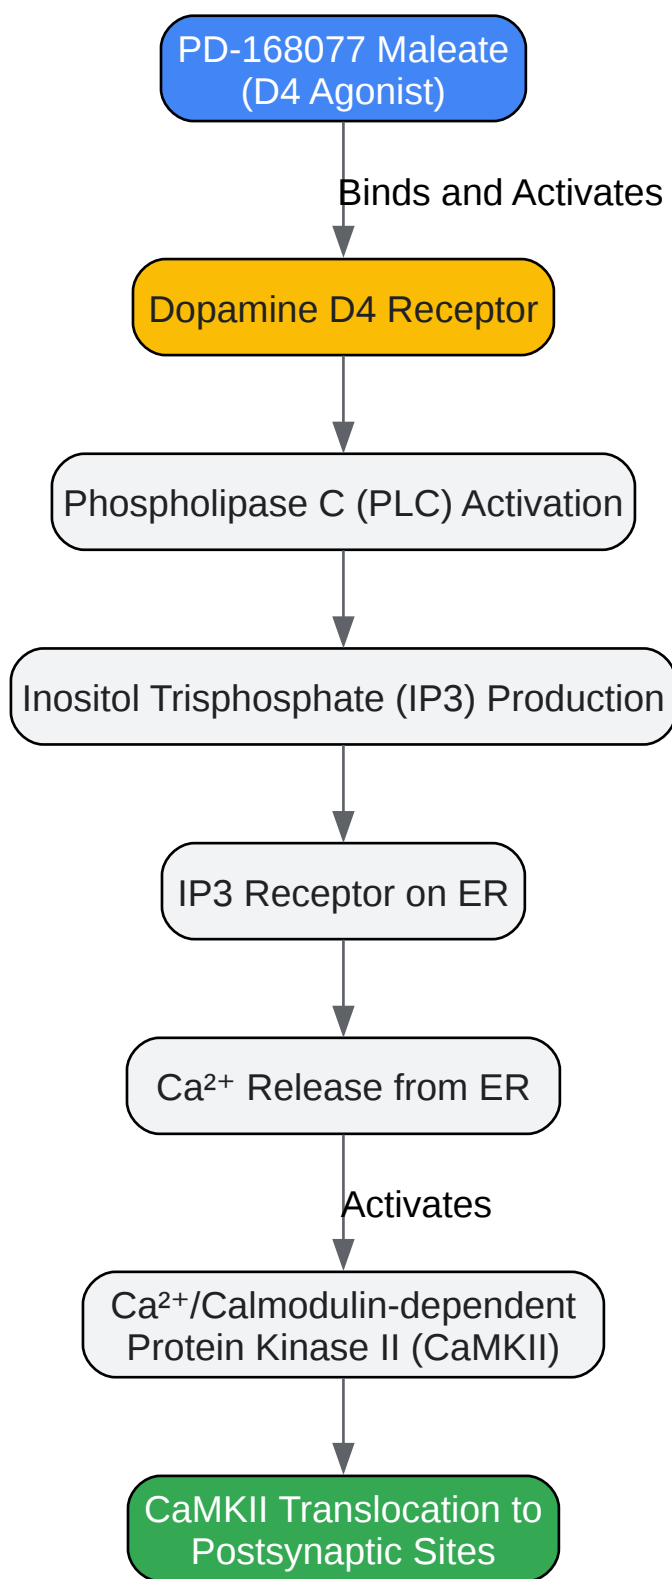 PD-168077 Maleate
(D4 Agonist)
Binds and Activates
Dopamine D4 Receptor
Phospholipase C (PLC) Activation
Inositol Trisphosphate (IP3) Production
IP3 Receptor on ER
Ca²⁺ Release from ER
Activates
Ca²⁺/Calmodulin-dependent
Protein Kinase II (CaMKII)
CaMKII Translocation to
Postsynaptic Sites